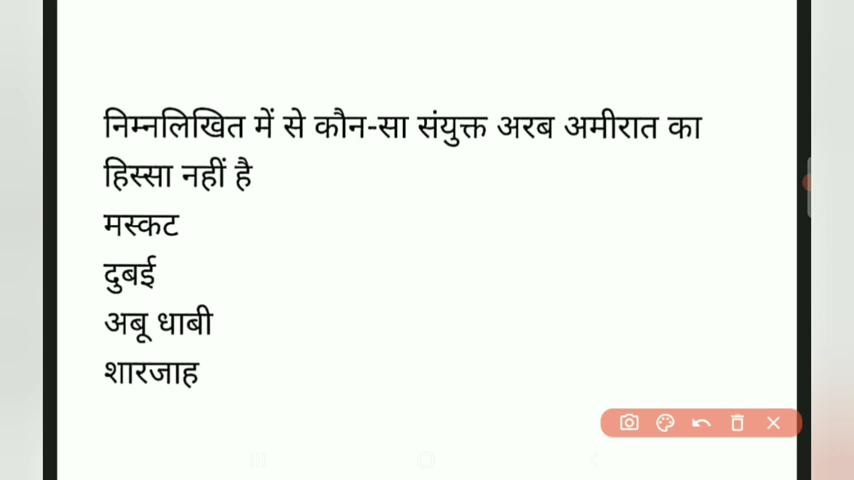 निम्नलिखित में से कौन-सा संयुक्त अरब अमीरात का
हिस्सा नहीं है
मस्कट
दुबई
अबू धाबी
शारजाह